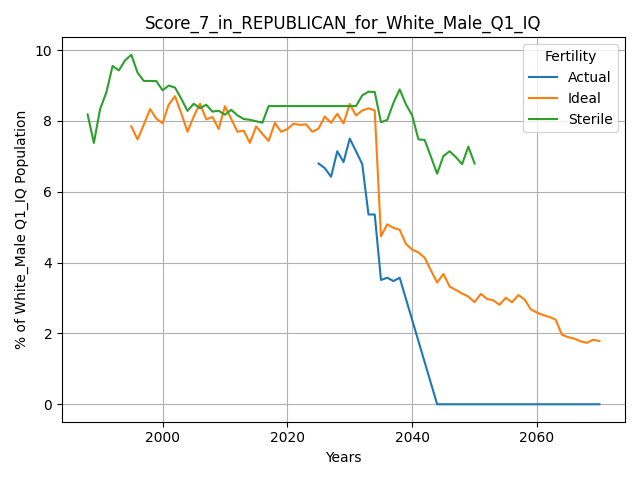 Score_7_in_REPUBLICAN_for_White_Male_Q1_IQ
Fertility
Actual
Ideal
Sterile
% of White_Male Q1_IQ Population
10
8
6
4
2
0
2000
2020
2040
2060
Years